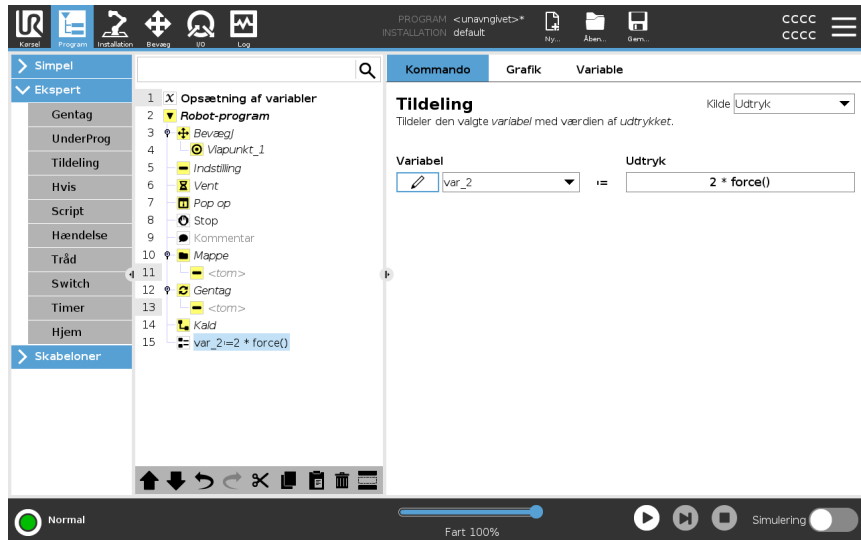 PROGRAM <unavngivet>*
INSTALLATION default
UR
Kørsel
Program
Installation
Bevæg
I/O
Log
Ny...
Åben...
Gem...
CCCC
CCCC
Simpel
Ekspert
Gentag
UnderProg
Tildeling
Hvis
Script
Hændelse
Tråd
Switch
Timer
Hjem
Skabeloner
1 X Opsætning af variabler
2 Robot-program
3 BevægJ
4 Viapunkt_1
5 Indstilling
6 Vent
7 Pop op
8 Stop
9 Kommentar
10 Mappe
11 <tom>
12 Gentag
13 <tom>
14 Kald
15 var_2:=2 * force()
Kommando
Grafik
Variable
Tildeling
Kilde Udtryk
Tildeler den valgte variabel med værdien af udtrykket.
Variabel
Udtryk
var_2
:=
2 * force()
Normal
Fart 100%
Simulering